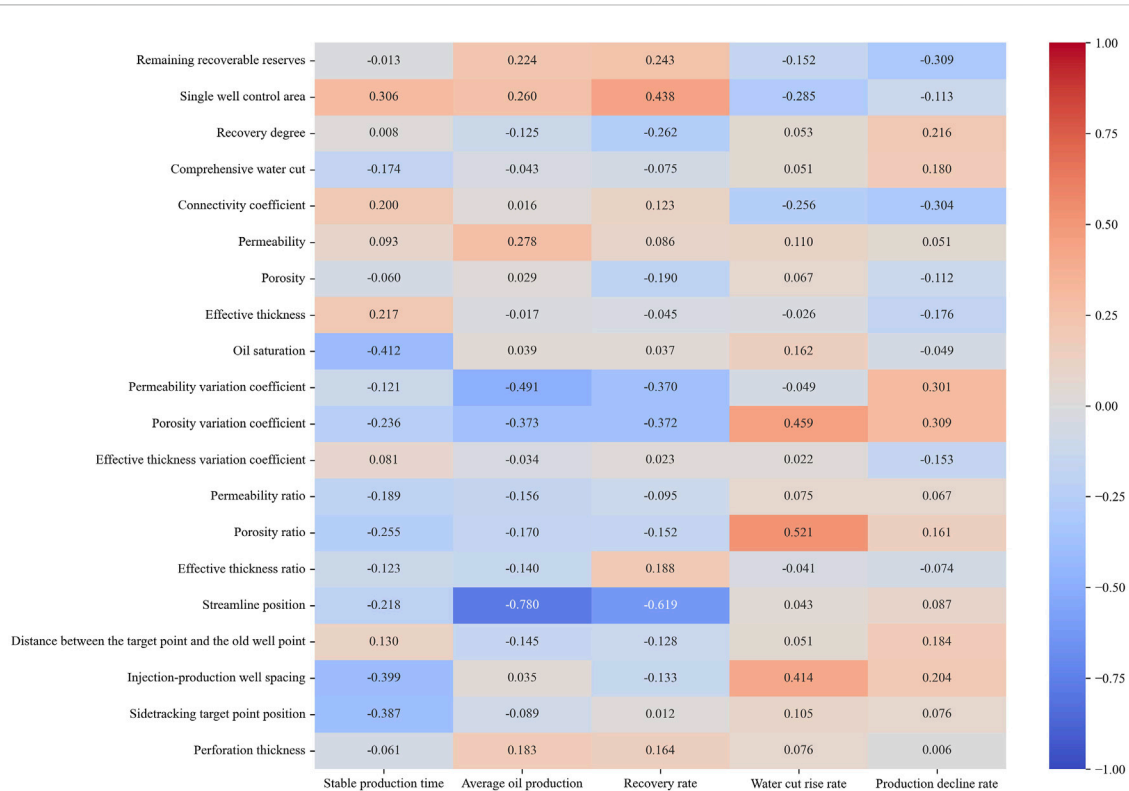 Remaining recoverable reserves -0.013 0.224 0.243 -0.152 -0.309
Single well control area 0.306 0.260 0.438 -0.285 -0.113
Recovery degree 0.008 -0.125 -0.262 0.053 0.216
Comprehensive water cut -0.174 -0.043 -0.075 0.051 0.180
Connectivity coefficient 0.200 0.016 0.123 -0.256 -0.304
Permeability 0.093 0.278 0.086 0.110 0.051
Porosity -0.060 0.029 -0.190 0.067 -0.112
Effective thickness 0.217 -0.017 -0.045 -0.026 -0.176
Oil saturation -0.412 0.039 0.037 0.162 -0.049
Permeability variation coefficient -0.121 -0.491 -0.370 -0.049 0.301
Porosity variation coefficient -0.236 -0.373 -0.372 0.459 0.309
Effective thickness variation coefficient 0.081 -0.034 0.023 0.022 -0.153
Permeability ratio -0.189 -0.156 -0.095 0.075 0.067
Porosity ratio -0.255 -0.170 -0.152 0.521 0.161
Effective thickness ratio -0.123 -0.140 0.188 -0.041 -0.074
Streamline position -0.218 -0.780 -0.619 0.043 0.087
Distance between the target point and the old well point 0.130 -0.145 -0.128 0.051 0.184
Injection-production well spacing -0.399 0.035 -0.133 0.414 0.204
Sidetracking target point position -0.387 -0.089 0.012 0.105 0.076
Perforation thickness -0.061 0.183 0.164 0.076 0.006
Stable production time Average oil production Recovery rate Water cut rise rate Production decline rate
1.00
0.75
0.50
0.25
0.00
−0.25
−0.50
−0.75
−1.00